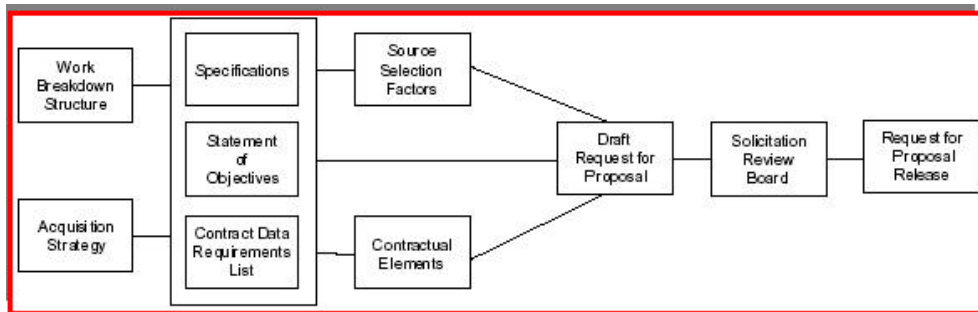 Work
Breakdown
Structure
Acquisition
Strategy
Specifications
Statement
of
Objectives
Contract Data
Requirements
List
Source
Selection
Factors
Contractual
Elements
Draft
Request for
Proposal
Solicitation
Review
Board
Request for
Proposal
Release